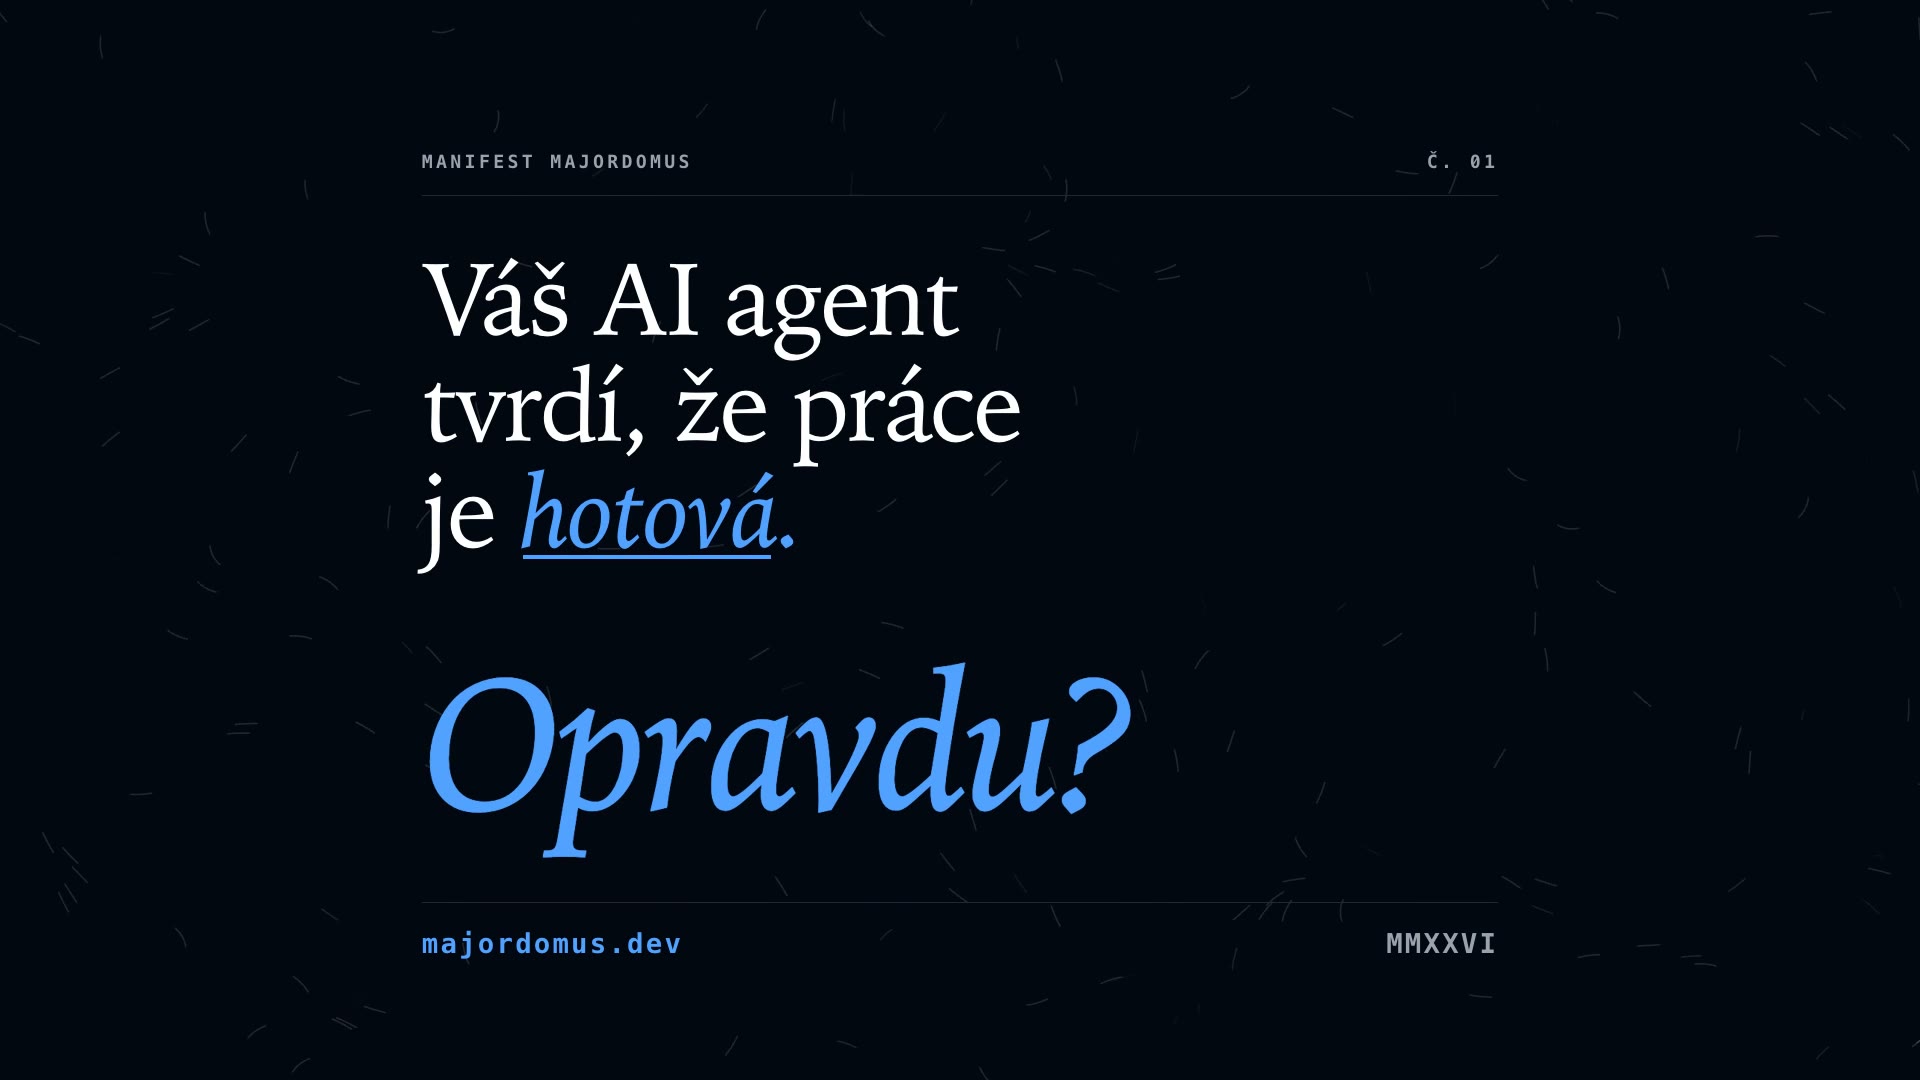 MANIFEST MAJORDOMUS
Č. 01
Váš AI agent
tvrdí, že práce
je hotová.
Opravdu?
majordomus.dev
MMXXVI